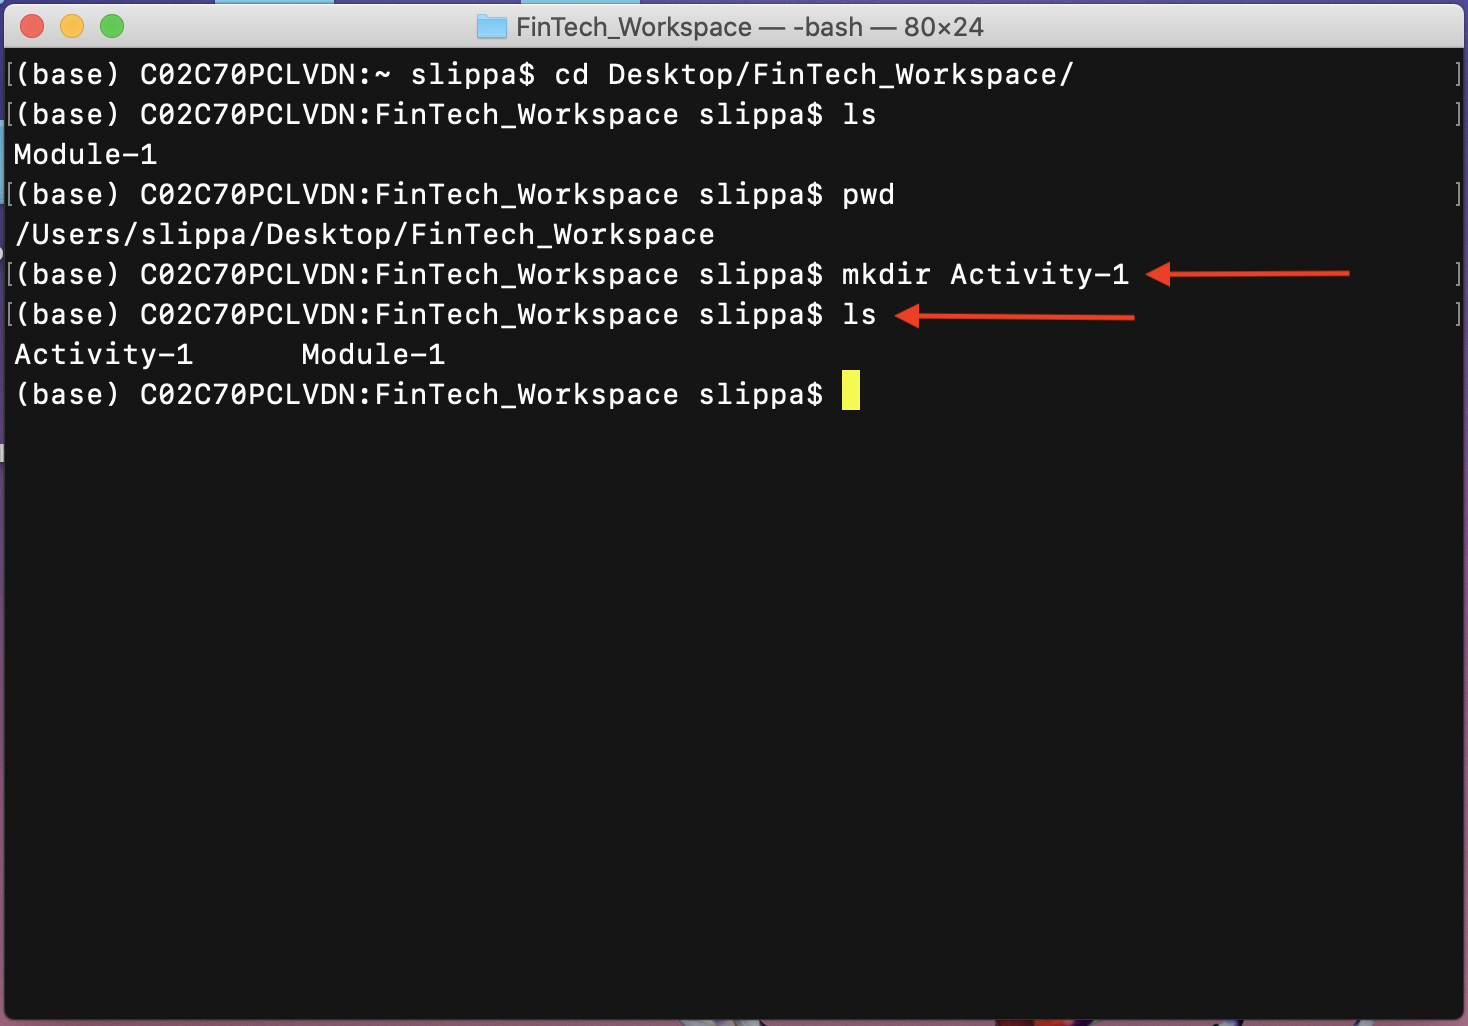 FinTech_Workspace — -bash — 80×24
(base) C02C70PCLVDN:~ slippa$ cd Desktop/FinTech_Workspace/
(base) C02C70PCLVDN:FinTech_Workspace slippa$ ls
Module-1
(base) C02C70PCLVDN:FinTech_Workspace slippa$ pwd
/Users/slippa/Desktop/FinTech_Workspace
(base) C02C70PCLVDN:FinTech_Workspace slippa$ mkdir Activity-1
(base) C02C70PCLVDN:FinTech_Workspace slippa$ ls
Activity-1      Module-1
(base) C02C70PCLVDN:FinTech_Workspace slippa$